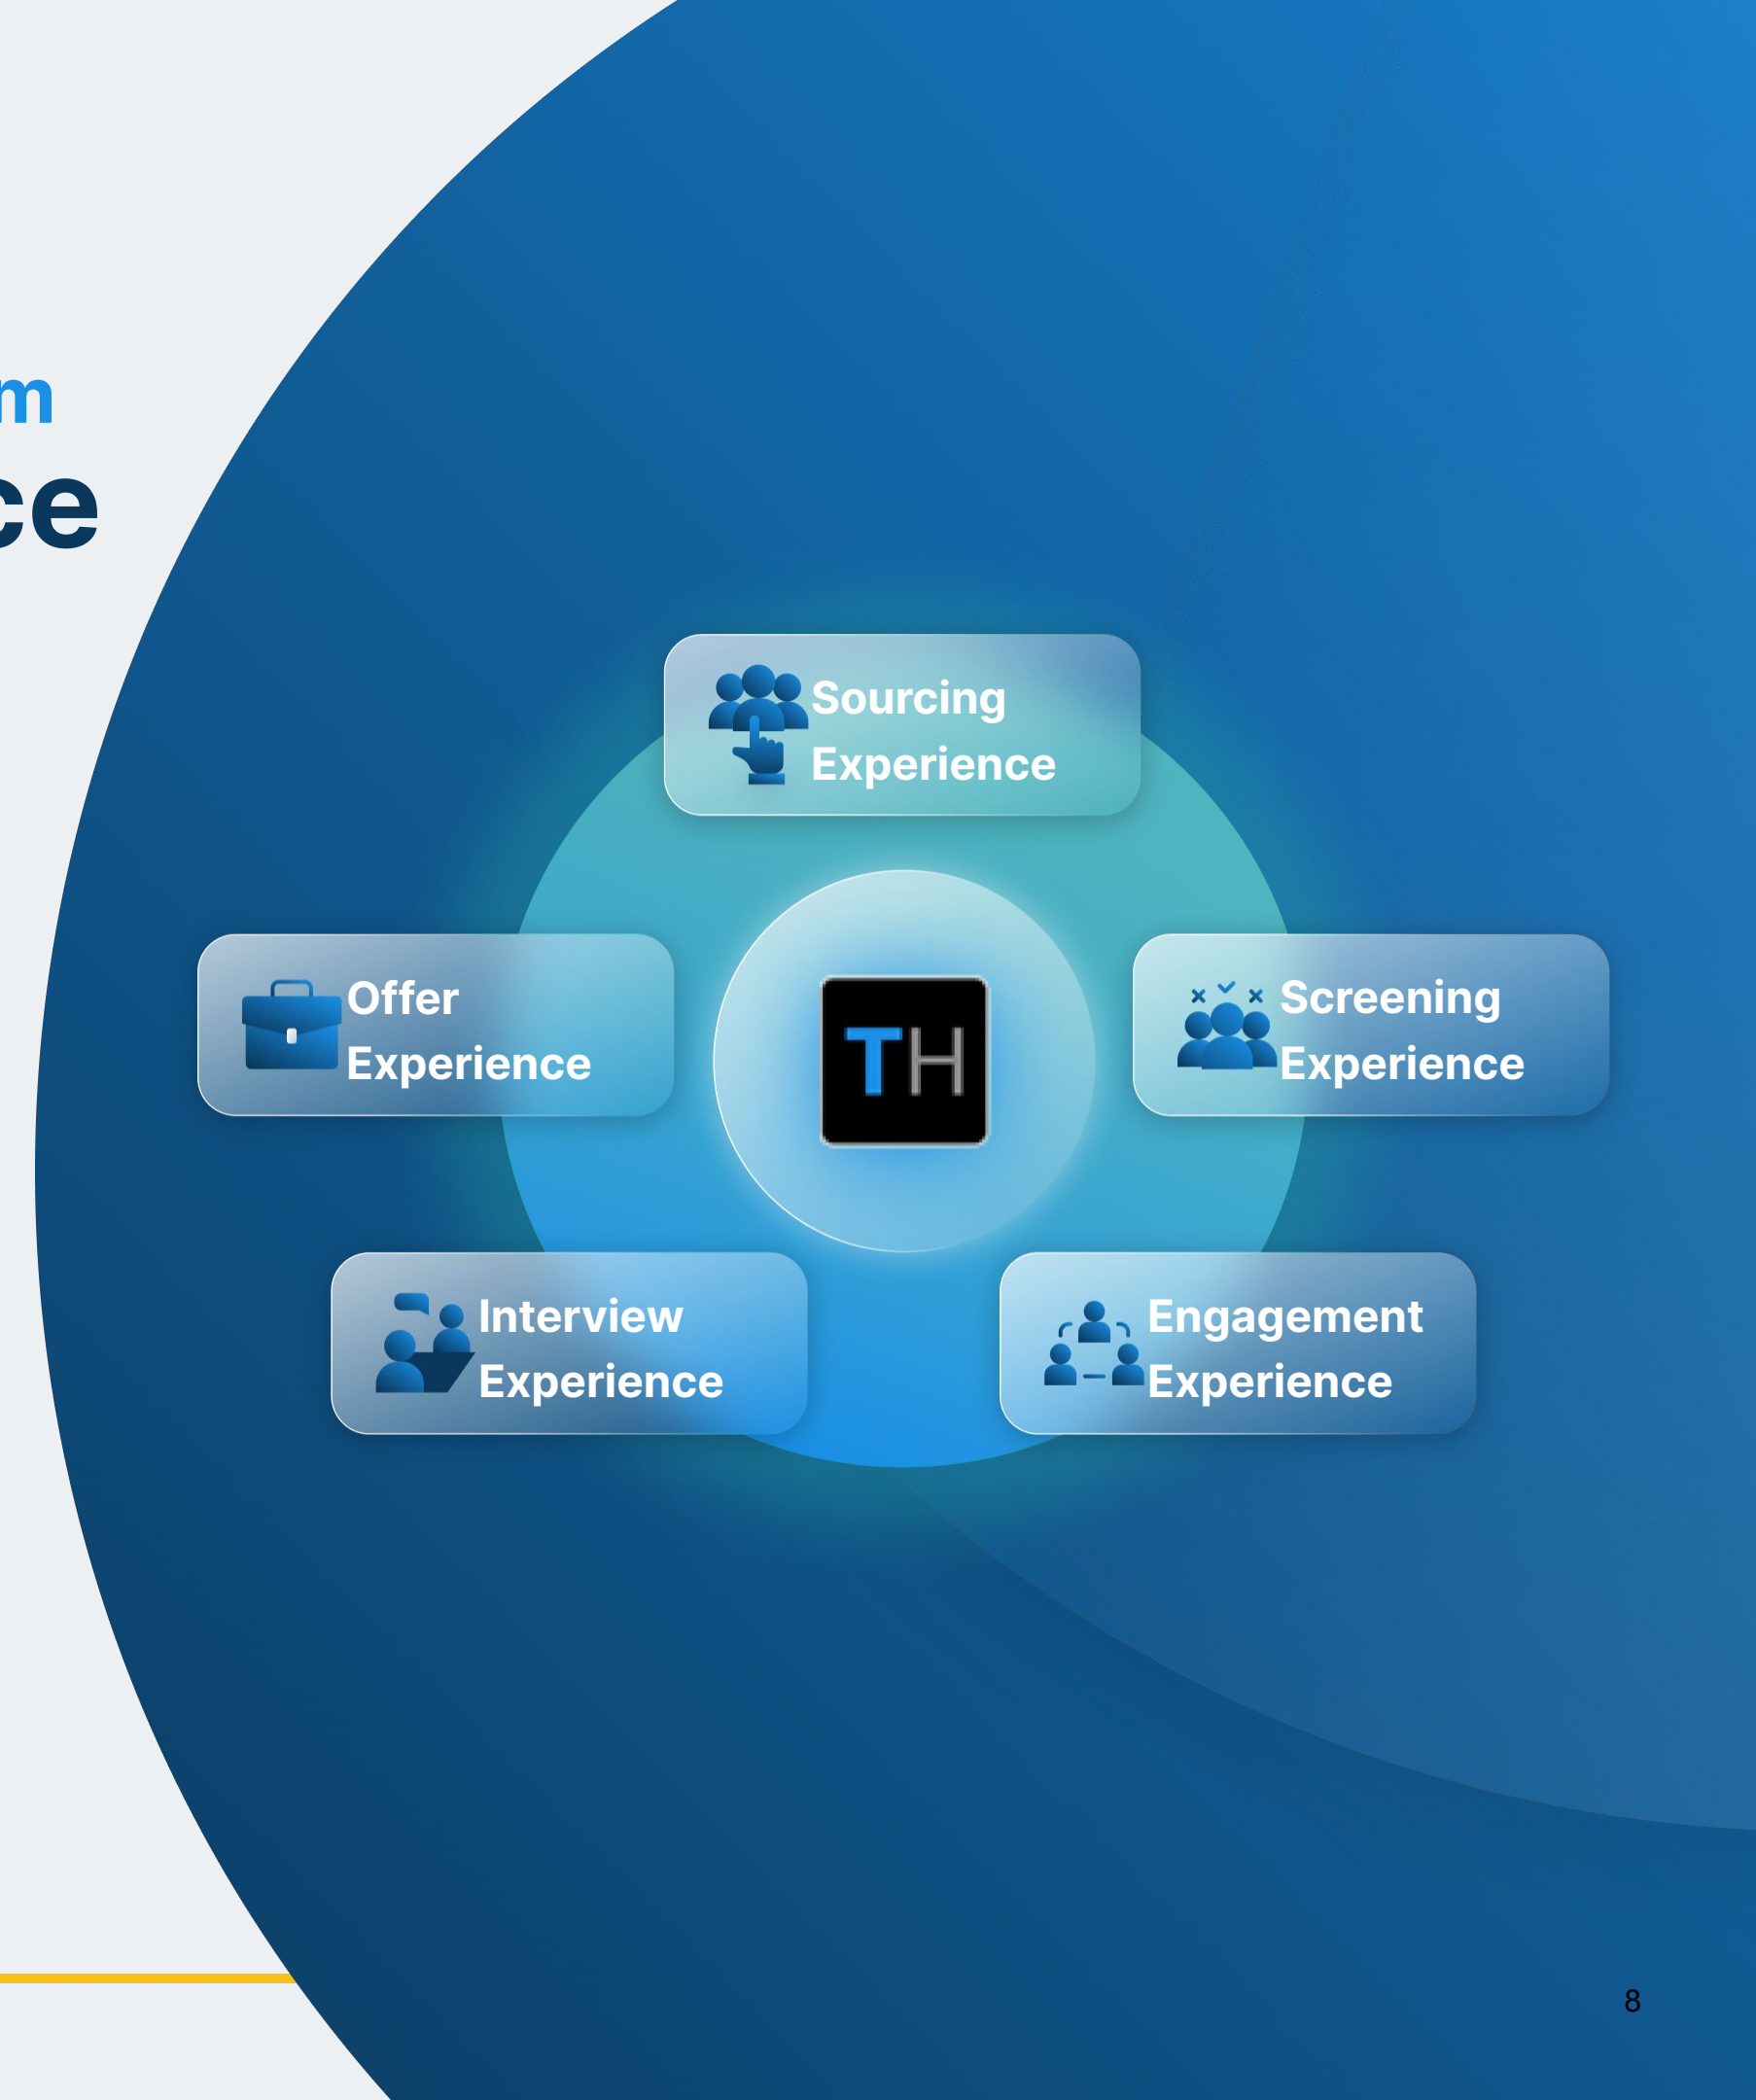 m
ce
Sourcing
Experience
Offer
Experience
TH
Screening
Experience
Interview
Experience
Engagement
Experience
8